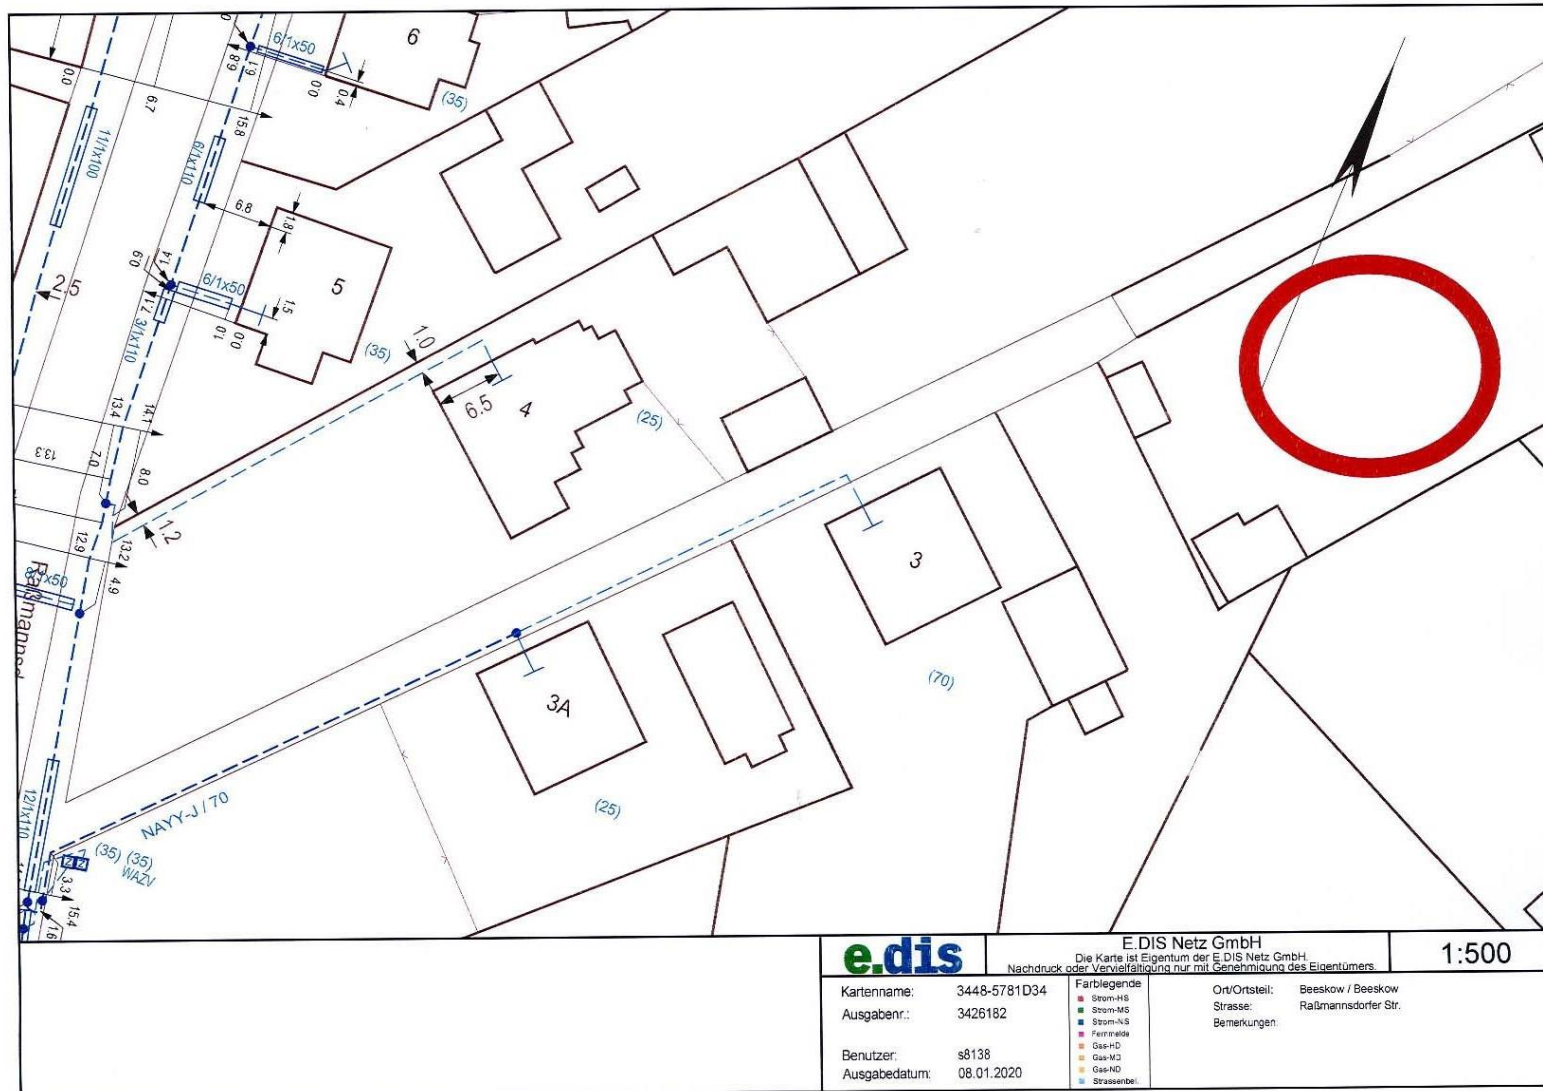 6
6/1x50
8.9
1.9
0.0
0.4
(35)
0.0
6.7
15.8
11/1x100
6/1x110
6.8
1.8
5
1.4
6/1x50
2.5
7.1
3/1x110
1.5
1.0
0.0
(35)
1.0
6.5
4
(25)
13.4
14.1
13.3
7.0
8.0
1.2
12.9
13.2
4.9
3
(70)
3A
(25)
12/1x110
NAYY-J / 70
(35) (35)
WAZV
3.3
15.4
1.6
e.dis
E.DIS Netz GmbH
Die Karte ist Eigentum der E.DIS Netz GmbH.
Nachdruck oder Vervielfältigung nur mit Genehmigung des Eigentümers.
1:500
Kartenname: 3448-5781D34
Ausgabenr.: 3426182
Benutzer: s8138
Ausgabedatum: 08.01.2020
Farblegende
Strom-HS
Strom-MS
Strom-NS
Fernmelde
Gas-HD
Gas-MD
Gas-ND
Strassenbel.
Ort/Ortsteil: Beeskow / Beeskow
Strasse: Raßmannsdorfer Str.
Bemerkungen: